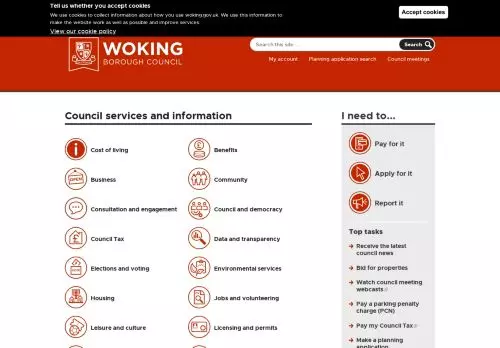 Tell us whether you accept cookies
We use cookies to collect information about how you use woking.gov.uk. We use this information to make the website work as well as possible and improve services.
View our cookie policy
Accept cookies
WOKING
BOROUGH COUNCIL
Search this site ...
Search
My account
Planning application search
Council meetings
Council services and information
Cost of living
Benefits
Business
Community
Consultation and engagement
Council and democracy
Council Tax
Data and transparency
Elections and voting
Environmental services
Housing
Jobs and volunteering
Leisure and culture
Licensing and permits
I need to...
Pay for it
Apply for it
Report it
Top tasks
Receive the latest
council news
Bid for properties
Watch council meeting
webcasts
Pay a parking penalty
charge (PCN)
Pay my Council Tax
Make a planning
application